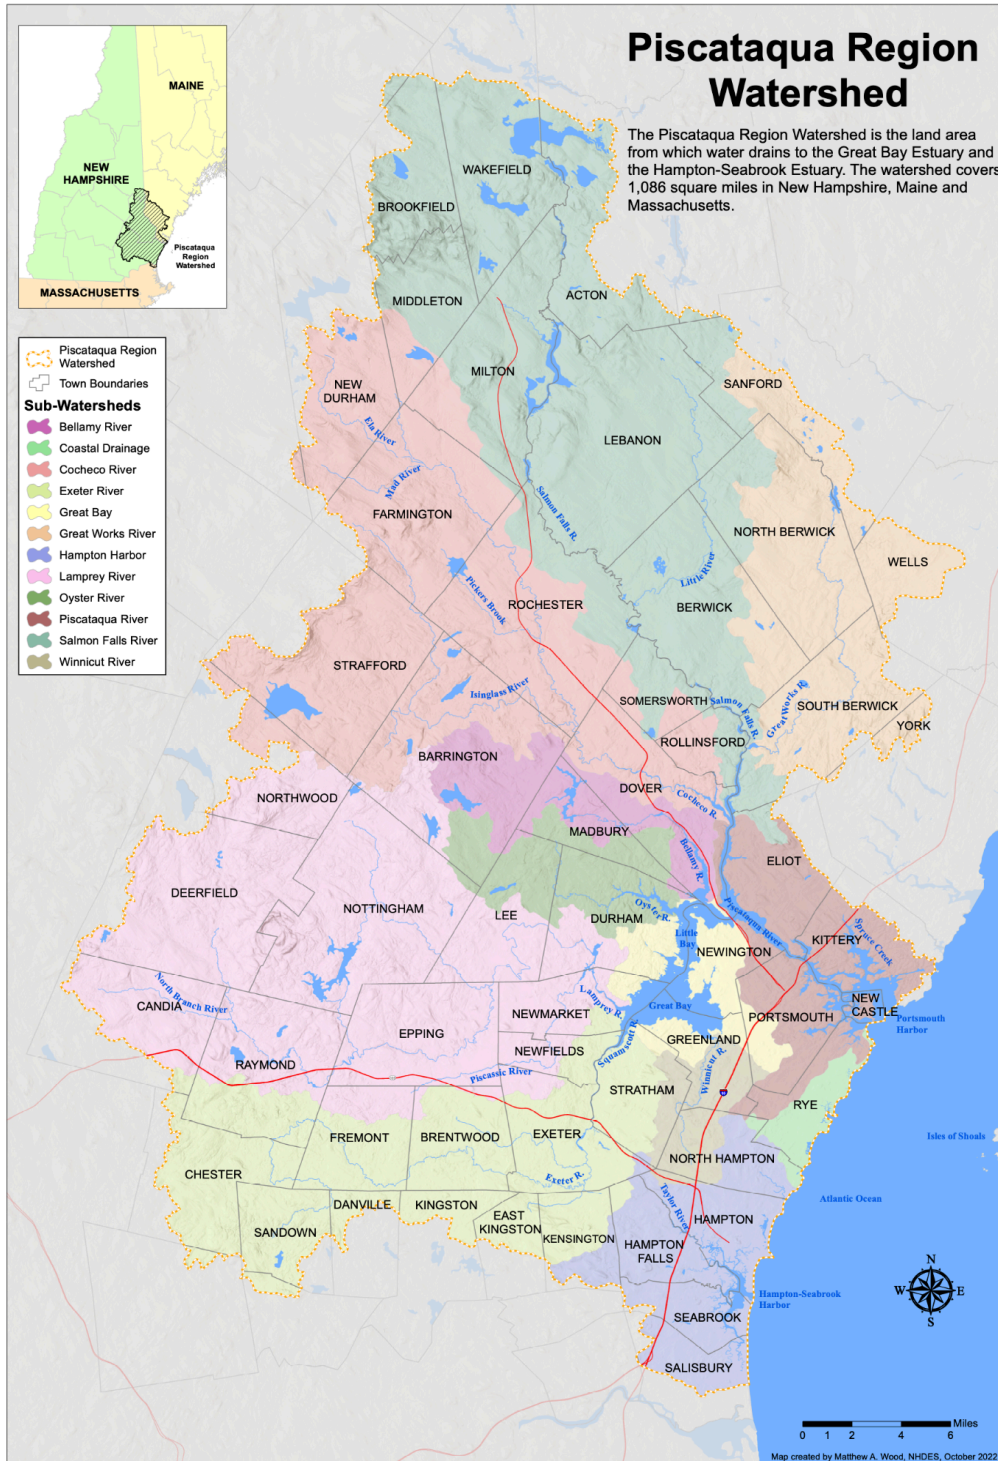 Piscataqua Region
Watershed
The Piscataqua Region Watershed is the land area
from which water drains to the Great Bay Estuary and
the Hampton-Seabrook Estuary. The watershed covers
1,086 square miles in New Hampshire, Maine and
Massachusetts.
MAINE
NEW
HAMPSHIRE
Piscataqua
Region
Watershed
MASSACHUSETTS
Piscataqua Region
Watershed
Town Boundaries
Sub-Watersheds
Bellamy River
Coastal Drainage
Cocheco River
Exeter River
Great Bay
Great Works River
Hampton Harbor
Lamprey River
Oyster River
Piscataqua River
Salmon Falls River
Winnicut River
WAKEFIELD
BROOKFIELD
ACTON
MIDDLETON
MILTON
NEW
DURHAM
SANFORD
Ela River
LEBANON
Mad River
FARMINGTON
Salmon Falls R.
NORTH BERWICK
WELLS
Little River
Pickers Brook
ROCHESTER
BERWICK
STRAFFORD
Isinglass River
SOMERSWORTH
Salmon Falls R.
Great Works R.
SOUTH BERWICK
YORK
ROLLINSFORD
BARRINGTON
DOVER
Cocheco R.
NORTHWOOD
MADBURY
Bellamy R.
ELIOT
DEERFIELD
NOTTINGHAM
LEE
DURHAM
Oyster R.
Piscataqua River
Little
Bay
NEWINGTON
KITTERY
Spruce Creek
North Branch River
CANDIA
Lamprey R.
Great Bay
NEW
CASTLE
Portsmouth
Harbor
NEWMARKET
PORTSMOUTH
EPPING
Squamscott R.
GREENLAND
NEWFIELDS
RAYMOND
Piscassic River
Winnicut R.
STRATHAM
95
RYE
FREMONT
BRENTWOOD
EXETER
Isles of Shoals
NORTH HAMPTON
CHESTER
Exeter R.
Atlantic Ocean
DANVILLE
KINGSTON
Taylor River
HAMPTON
EAST
KINGSTON
SANDOWN
KENSINGTON
HAMPTON
FALLS
N
W E
S
Hampton-Seabrook
Harbor
SEABROOK
SALISBURY
Miles
0 1 2 4 6
Map created by Matthew A. Wood, NHDES, October 2022